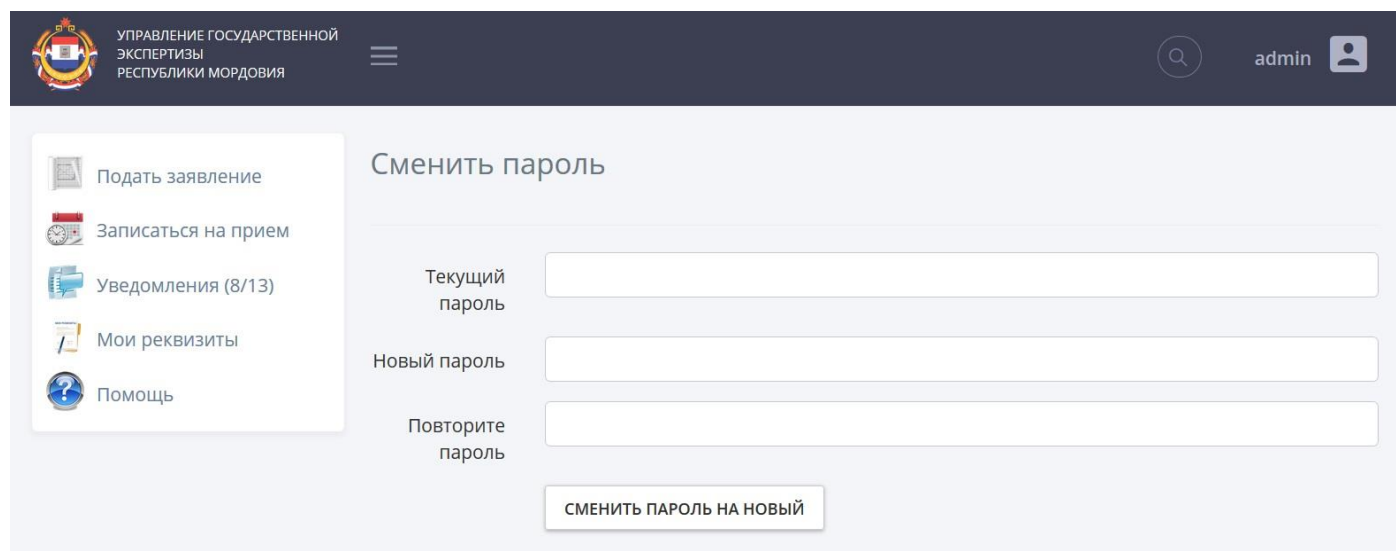 УПРАВЛЕНИЕ ГОСУДАРСТВЕННОЙ
ЭКСПЕРТИЗЫ
РЕСПУБЛИКИ МОРДОВИЯ
admin
Подать заявление
Записаться на прием
Уведомления (8/13)
Мои реквизиты
Помощь
Сменить пароль
Текущий
пароль
Новый пароль
Повторите
пароль
СМЕНИТЬ ПАРОЛЬ НА НОВЫЙ